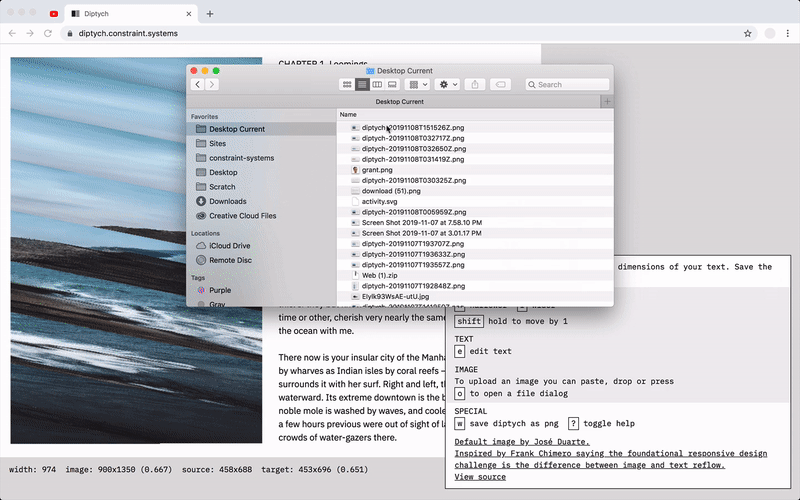 Diptych
diptych.constraint.systems
CHAPTER 1. Loomings.
Desktop Current
Search
Desktop Current
Favorites
Desktop Current
Sites
constraint-systems
Desktop
Scratch
Downloads
Creative Cloud Files
Locations
iCloud Drive
Remote Disc
Tags
Purple
Gray
Name
diptych-20191108T151526Z.png
diptych-20191108T032717Z.png
diptych-20191108T032650Z.png
diptych-20191108T031419Z.png
grant.png
diptych-20191108T030325Z.png
download (51).png
activity.svg
diptych-20191108T005959Z.png
Screen Shot 2019-11-07 at 7.58.10 PM
Screen Shot 2019-11-07 at 3.01.17 PM
diptych-20191107T193707Z.png
diptych-20191107T193633Z.png
diptych-20191107T193557Z.png
Web (1).zip
diptych-20191107T192848Z.png
ElyIk93WsAE-utU.jpg
time or other, cherish very nearly the same
the ocean with me.
There now is your insular city of the Manha
by wharves as Indian isles by coral reefs –
surrounds it with her surf. Right and left, th
waterward. Its extreme downtown is the b
noble mole is washed by waves, and coole
a few hours previous were out of sight of la
crowds of water-gazers there.
dimensions of your text. Save the
shift hold to move by 1
TEXT
e edit text
IMAGE
To upload an image you can paste, drop or press
o to open a file dialog
SPECIAL
w save diptych as png ? toggle help
Default image by José Duarte.
Inspired by Frank Chimero saying the foundational responsive design
challenge is the difference between image and text reflow.
View source
width: 974 image: 900x1350 (0.667) source: 458x688 target: 453x696 (0.651)